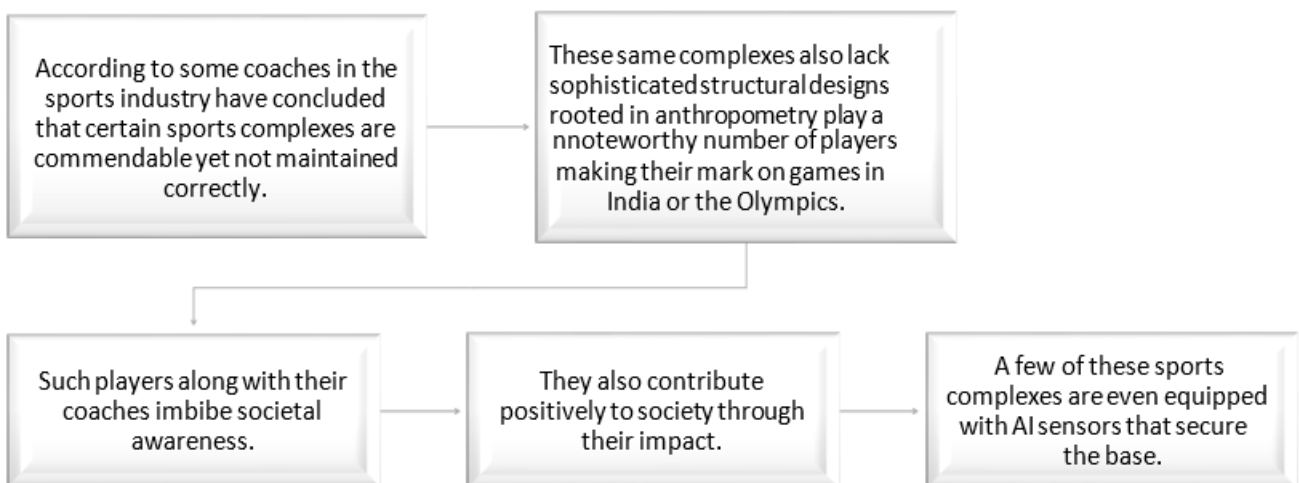 According to some coaches in the
sports industry have concluded
that certain sports complexes are
commendable yet not maintained
correctly.
These same complexes also lack
sophisticated structural designs
rooted in anthropometry play a
nnoteworthy number of players
making their mark on games in
India or the Olympics.
Such players along with their
coaches imbibe societal
awareness.
They also contribute
positively to society through
their impact.
A few of these sports
complexes are even equipped
with AI sensors that secure
the base.